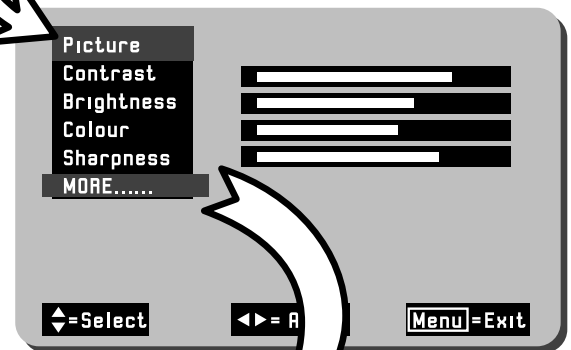 Picture
Contrast
Brightness
Colour
Sharpness
MORE......
=Select = Menu=Exit